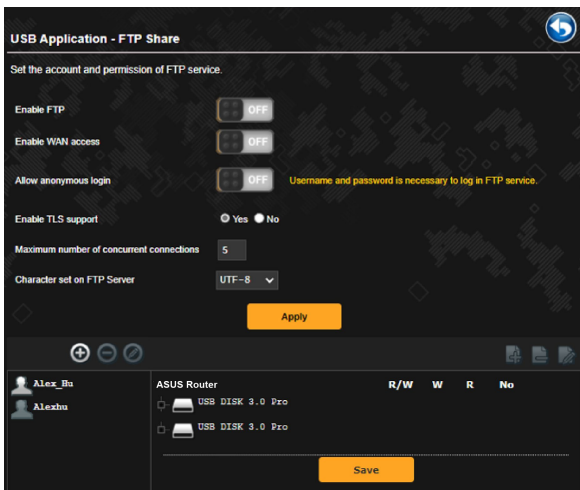 USB Application - FTP Share
Set the account and permission of FTP service.
Enable FTP OFF
Enable WAN access OFF
Allow anonymous login OFF Username and password is necessary to log in FTP service.
Enable TLS support Yes No
Maximum number of concurrent connections 5
Character set on FTP Server UTF-8
Apply
Alex_Hu
Alexhu
ASUS Router R/W W R No
USB DISK 3.0 Pro
USB DISK 3.0 Pro
Save